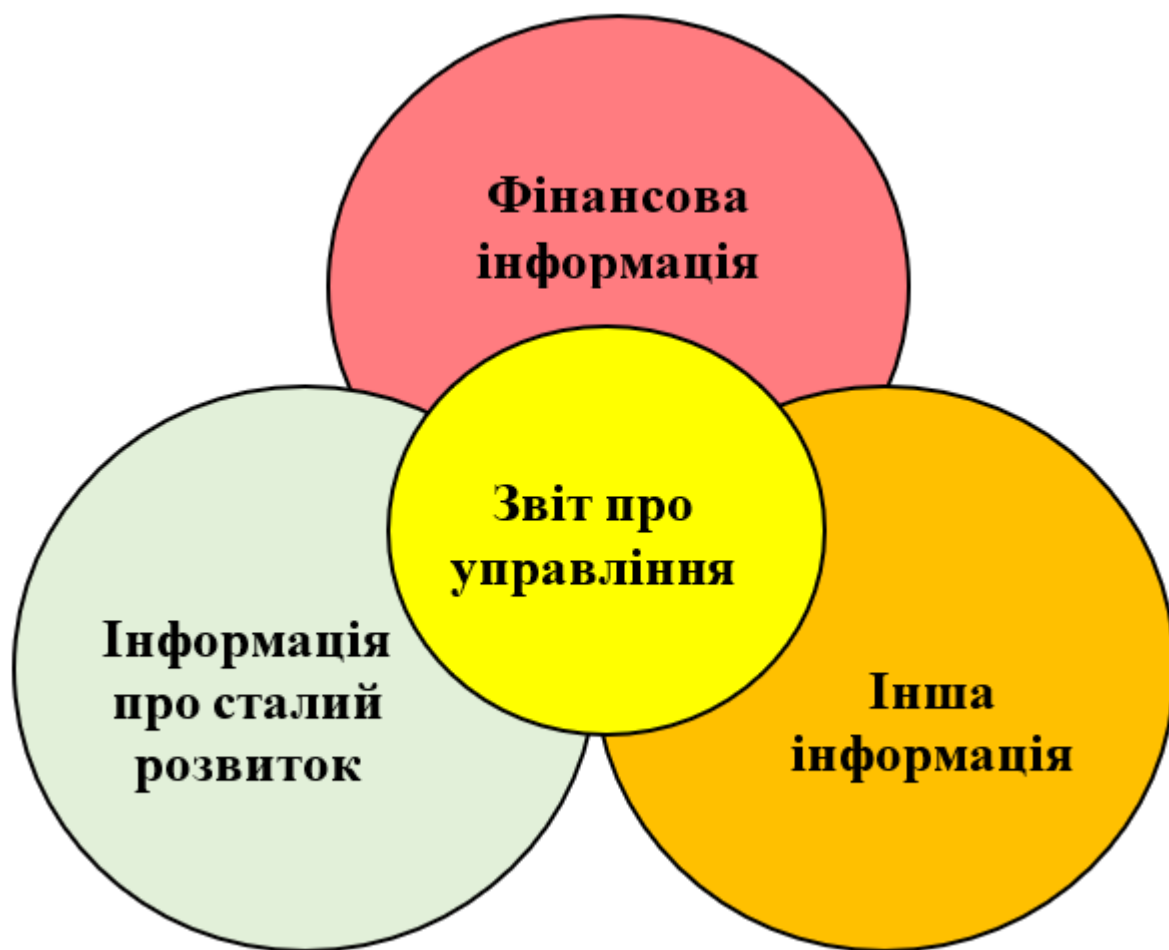 Фінансова
інформація
Звіт про
управління
Інформація
про сталий
розвиток
Інша
інформація